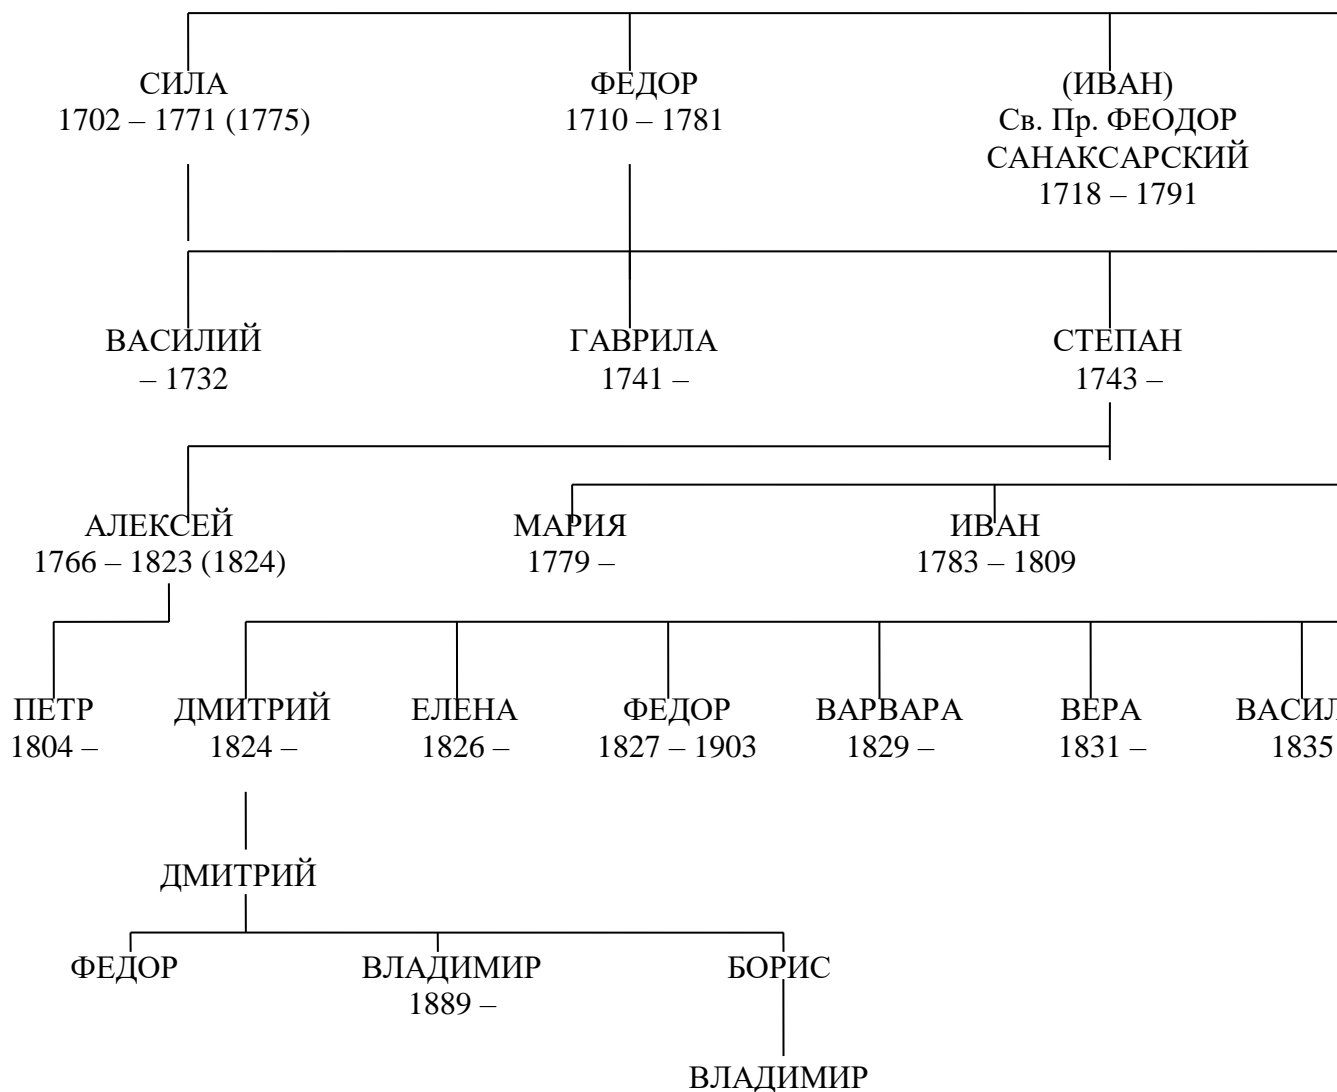 СИЛА
1702 – 1771 (1775)
ФЕДОР
1710 – 1781
(ИВАН)
Св. Пр. ФЕОДОР
САНАКСАРСКИЙ
1718 – 1791
ВАСИЛИЙ
– 1732
ГАВРИЛА
1741 –
СТЕПАН
1743 –
АЛЕКСЕЙ
1766 – 1823 (1824)
МАРИЯ
1779 –
ИВАН
1783 – 1809
ПЕТР
1804 –
ДМИТРИЙ
1824 –
ЕЛЕНА
1826 –
ФЕДОР
1827 – 1903
ВАРВАРА
1829 –
ВЕРА
1831 –
ВАСИЛ
1835
ДМИТРИЙ
ФЕДОР
ВЛАДИМИР
1889 –
БОРИС
ВЛАДИМИР